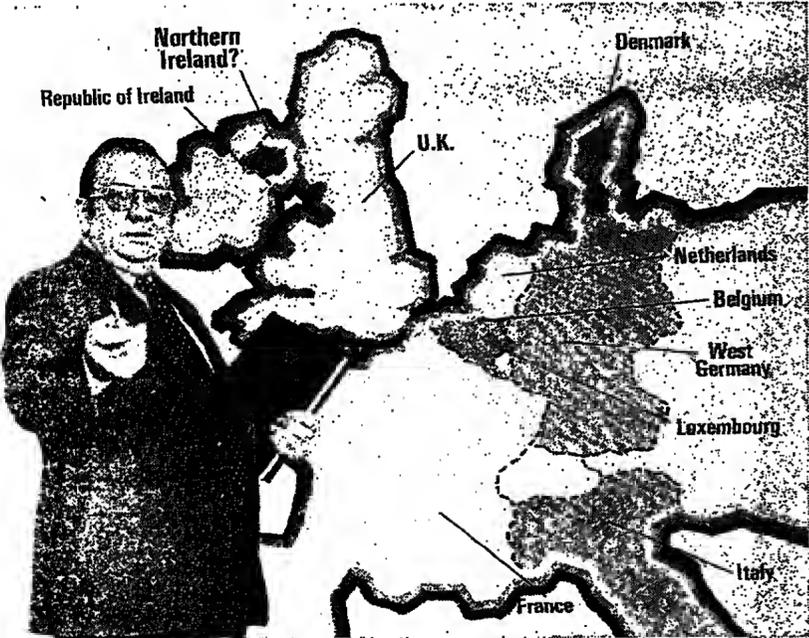 Northern
Ireland?
Denmark
Republic of Ireland
U.K.
Netherlands
Belgium
West
Germany
Luxembourg
Italy
France